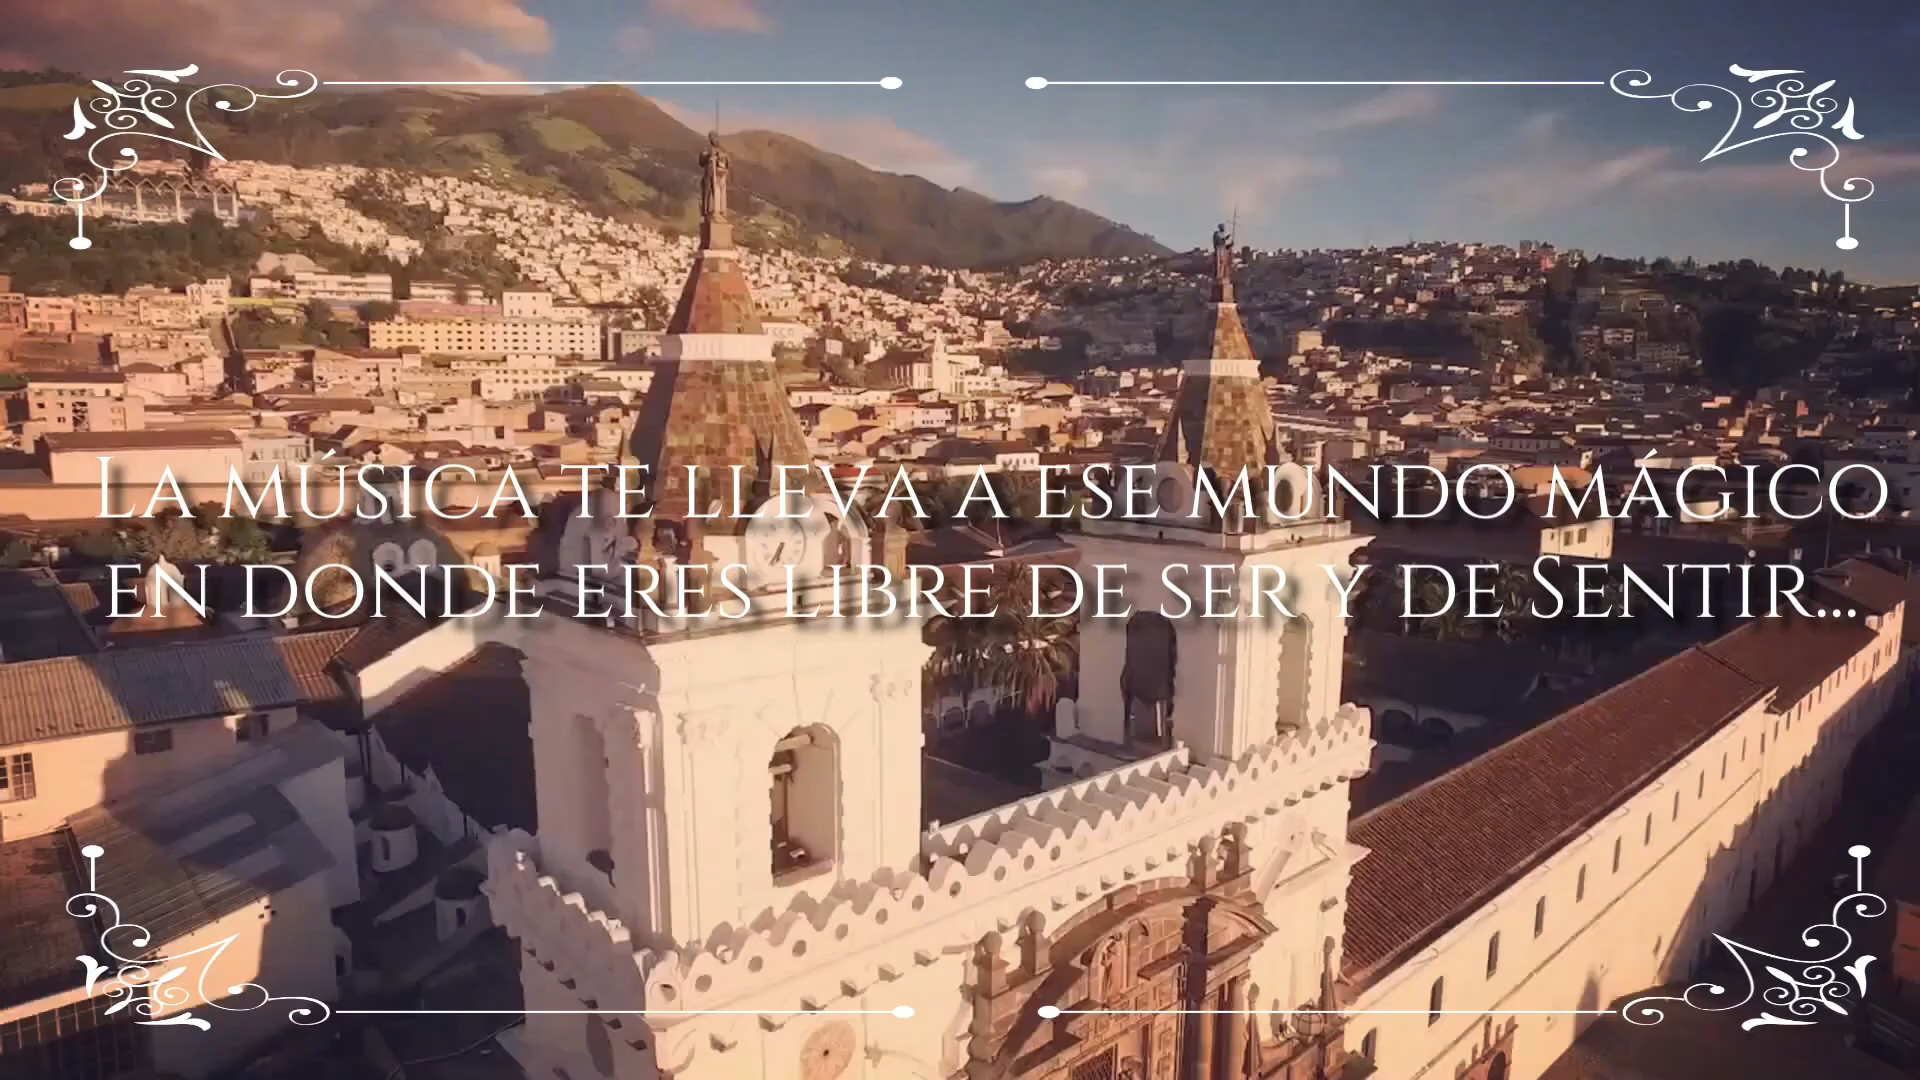 La música te lleva a ese mundo mágico
en donde eres libre de ser y de Sentir...